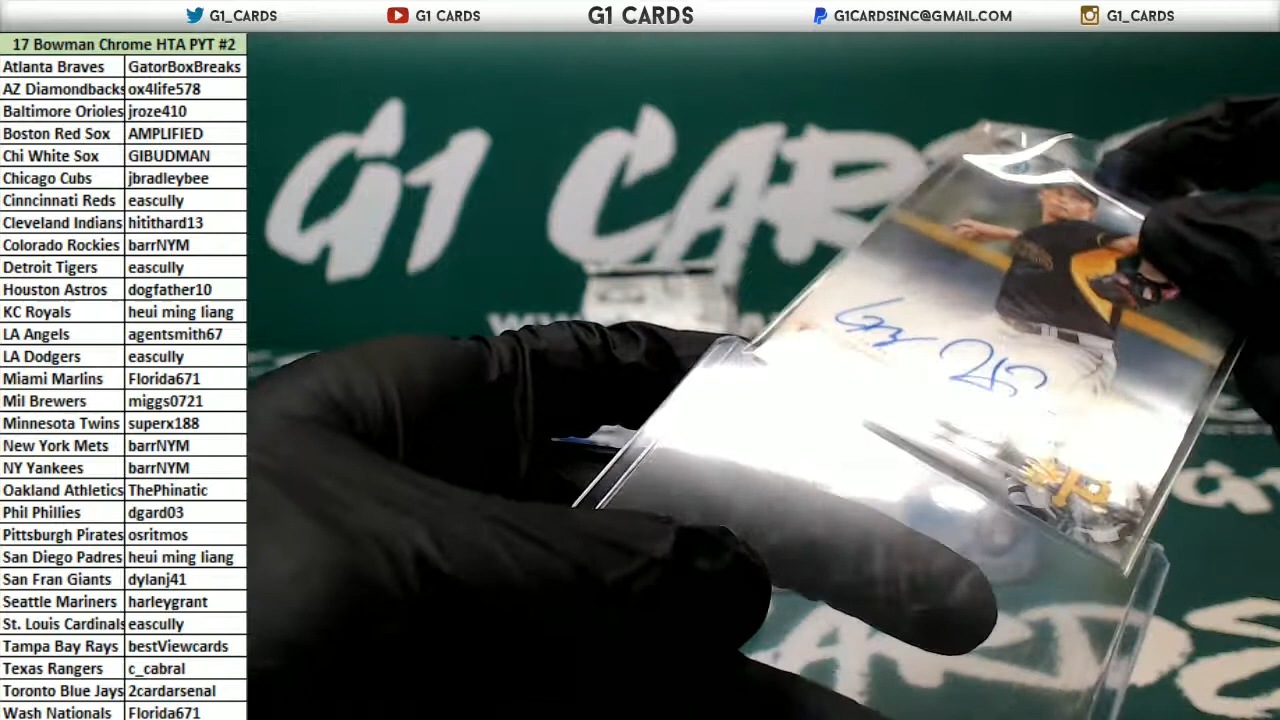 G1_CARDS
G1 CARDS
G1 CARDS
G1CARDSINC@GMAIL.COM
G1_CARDS
17 Bowman Chrome HTA PYT #2
Atlanta Braves GatorBoxBreaks
AZ Diamondbacks ox4life578
Baltimore Orioles jroze410
Boston Red Sox AMPLIFIED
Chi White Sox GIBUDMAN
Chicago Cubs jbradleybee
Cinncinnati Reds eascully
Cleveland Indians hitithard13
Colorado Rockies barrNYM
Detroit Tigers eascully
Houston Astros dogfather10
KC Royals heui ming liang
LA Angels agentsmith67
LA Dodgers eascully
Miami Marlins Florida671
Mil Brewers miggs0721
Minnesota Twins superx188
New York Mets barrNYM
NY Yankees barrNYM
Oakland Athletics ThePhinatic
Phil Phillies dgard03
Pittsburgh Pirates osritmos
San Diego Padres heui ming liang
San Fran Giants dylanj41
Seattle Mariners harleygrant
St. Louis Cardinals eascully
Tampa Bay Rays bestViewcards
Texas Rangers c_cabral
Toronto Blue Jays 2cardarsenal
Wash Nationals Florida671
G1 CARDS
P